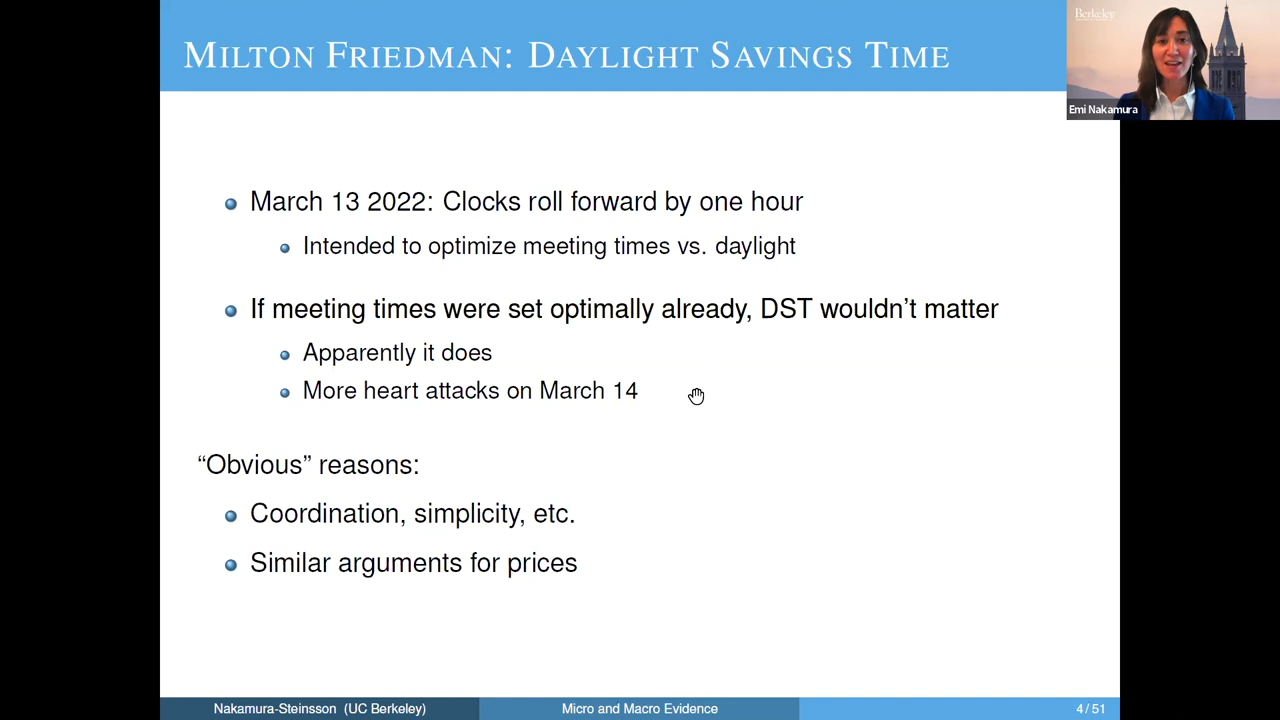 MILTON FRIEDMAN: DAYLIGHT SAVINGS TIME
Berkeley
Emi Nakamura
March 13 2022: Clocks roll forward by one hour
Intended to optimize meeting times vs. daylight
If meeting times were set optimally already, DST wouldn't matter
Apparently it does
More heart attacks on March 14
“Obvious” reasons:
Coordination, simplicity, etc.
Similar arguments for prices
Nakamura-Steinsson (UC Berkeley)
Micro and Macro Evidence
4 / 51